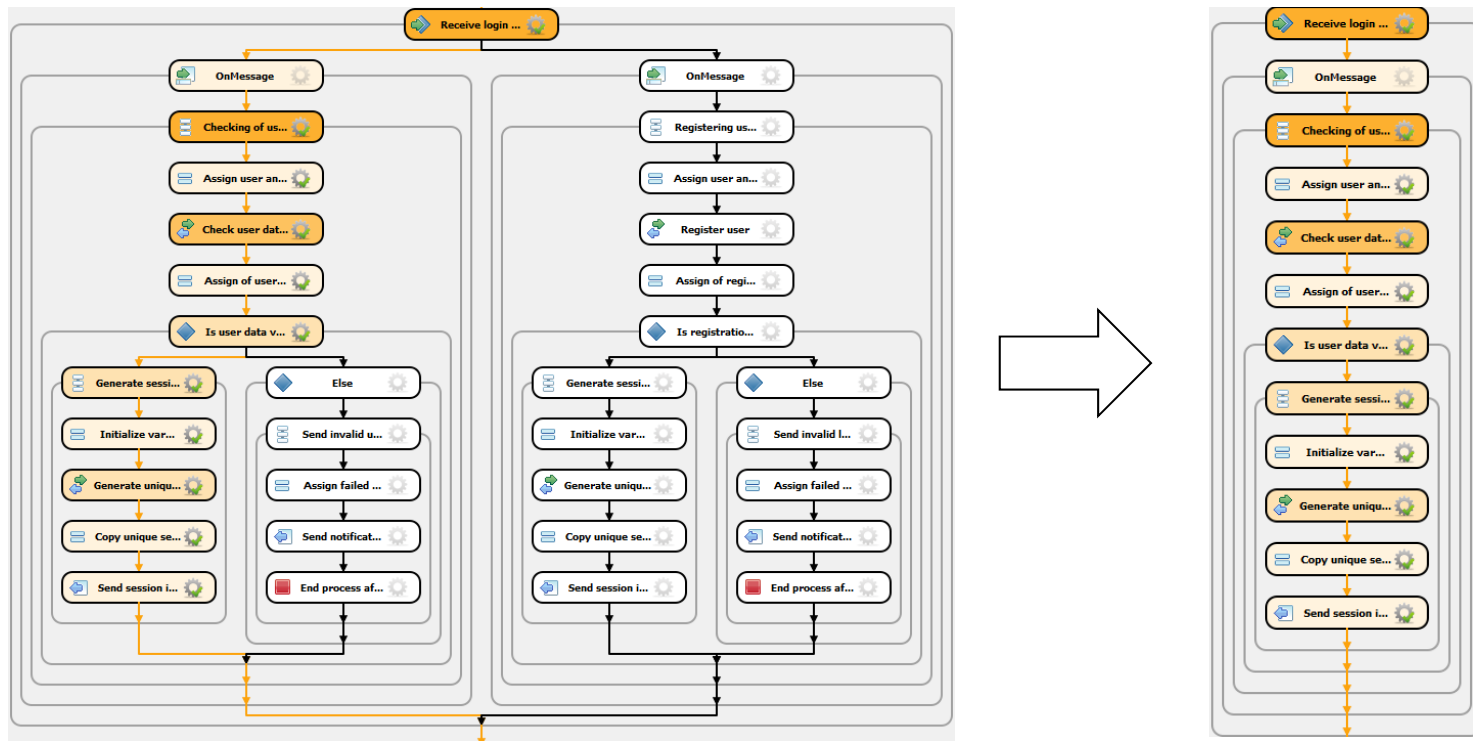 Receive login ...
OnMessage
Checking of us...
Assign user an...
Check user dat...
Assign of user...
Is user data v...
Generate sessi...
Initialize var...
Generate uniqu...
Copy unique se...
Send session i...
Else
Send invalid u...
Assign failed ...
Send notificat...
End process af...
OnMessage
Registering us...
Assign user an...
Register user
Assign of regi...
Is registratio...
Generate sessi...
Initialize var...
Generate uniqu...
Copy unique se...
Send session i...
Else
Send invalid l...
Assign failed ...
Send notificat...
End process af...
Receive login ...
OnMessage
Checking of us...
Assign user an...
Check user dat...
Assign of user...
Is user data v...
Generate sessi...
Initialize var...
Generate uniqu...
Copy unique se...
Send session i...